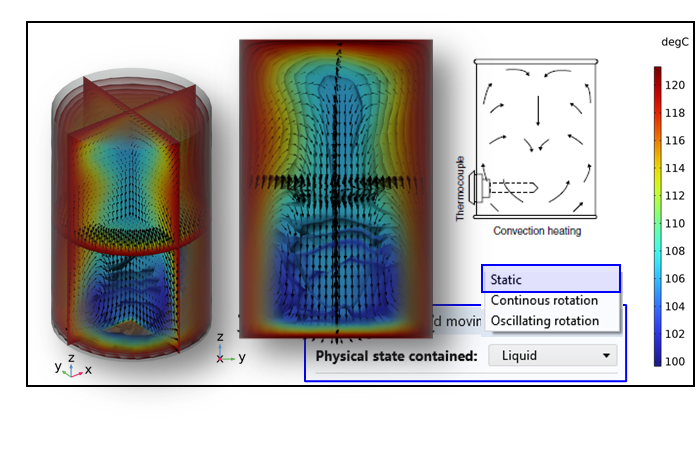 degC
120
118
116
114
112
110
108
106
104
102
100
Thermocouple
Convection heating
Static
Continous rotation
Oscillating rotation
'd movin
Physical state contained:
Liquid
z
y
x
z
x
y